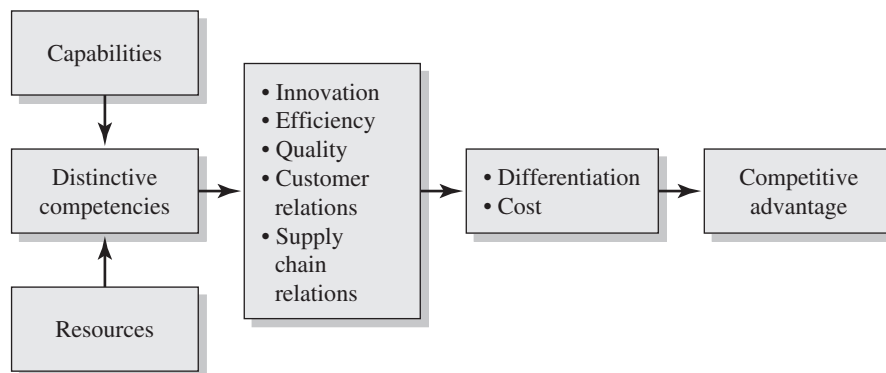 Capabilities
Distinctive
competencies
Resources
• Innovation
• Efficiency
• Quality
• Customer
relations
• Supply
chain
relations
• Differentiation
• Cost
Competitive
advantage